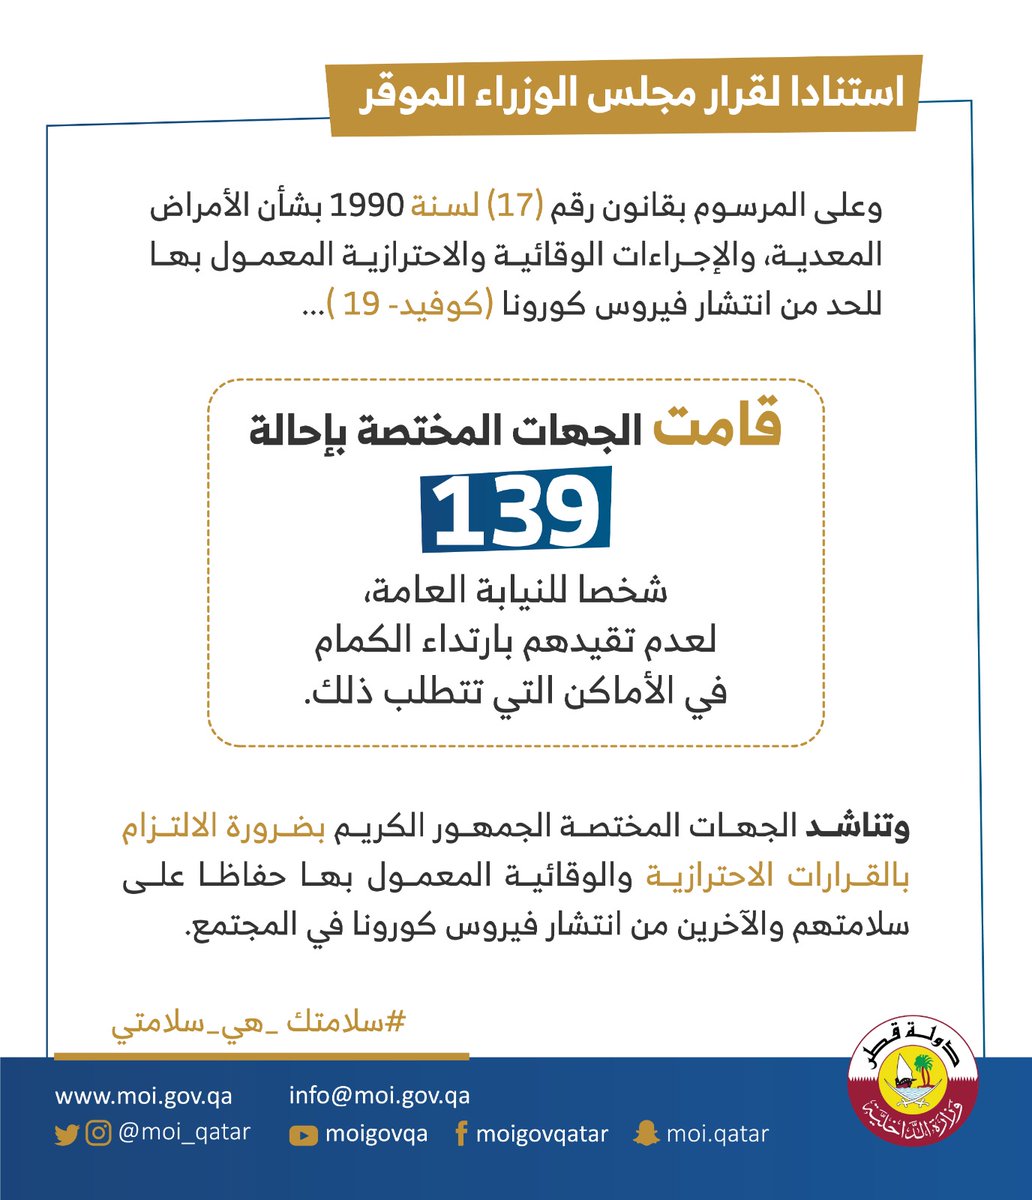 استنادا لقرار مجلس الوزراء الموقر
وعلى المرسوم بقانون رقم (17) لسنة 1990 بشأن الأمراض
المعدية، والإجراءات الوقائية والاحترازية المعمول بها
للحد من انتشار فيروس كورونا (كوفيد- 19 )...
قامت الجهات المختصة بإحالة
139
شخصا للنيابة العامة،
لعدم تقيدهم بارتداء الكمام
في الأماكن التي تتطلب ذلك.
وتناشد الجهات المختصة الجمهور الكريم بضرورة الالتزام
بالقرارات الاحترازية والوقائية المعمول بها حفاظا على
سلامتهم والآخرين من انتشار فيروس كورونا في المجتمع.
#سلامتك _هي_سلامتي
دولة قطر
وزارة الداخلية
www.moi.gov.qa info@moi.gov.qa
@moi_qatar moigovqa moigovqatar moi.qatar